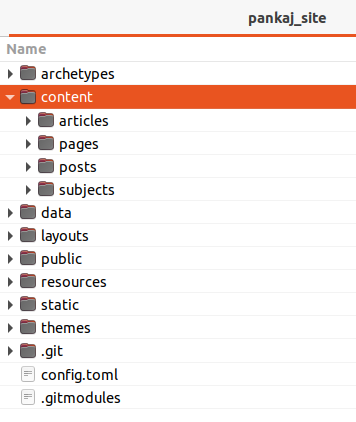 pankaj_site
Name
archetypes
content
articles
pages
posts
subjects
data
layouts
public
resources
static
themes
.git
config.toml
.gitmodules